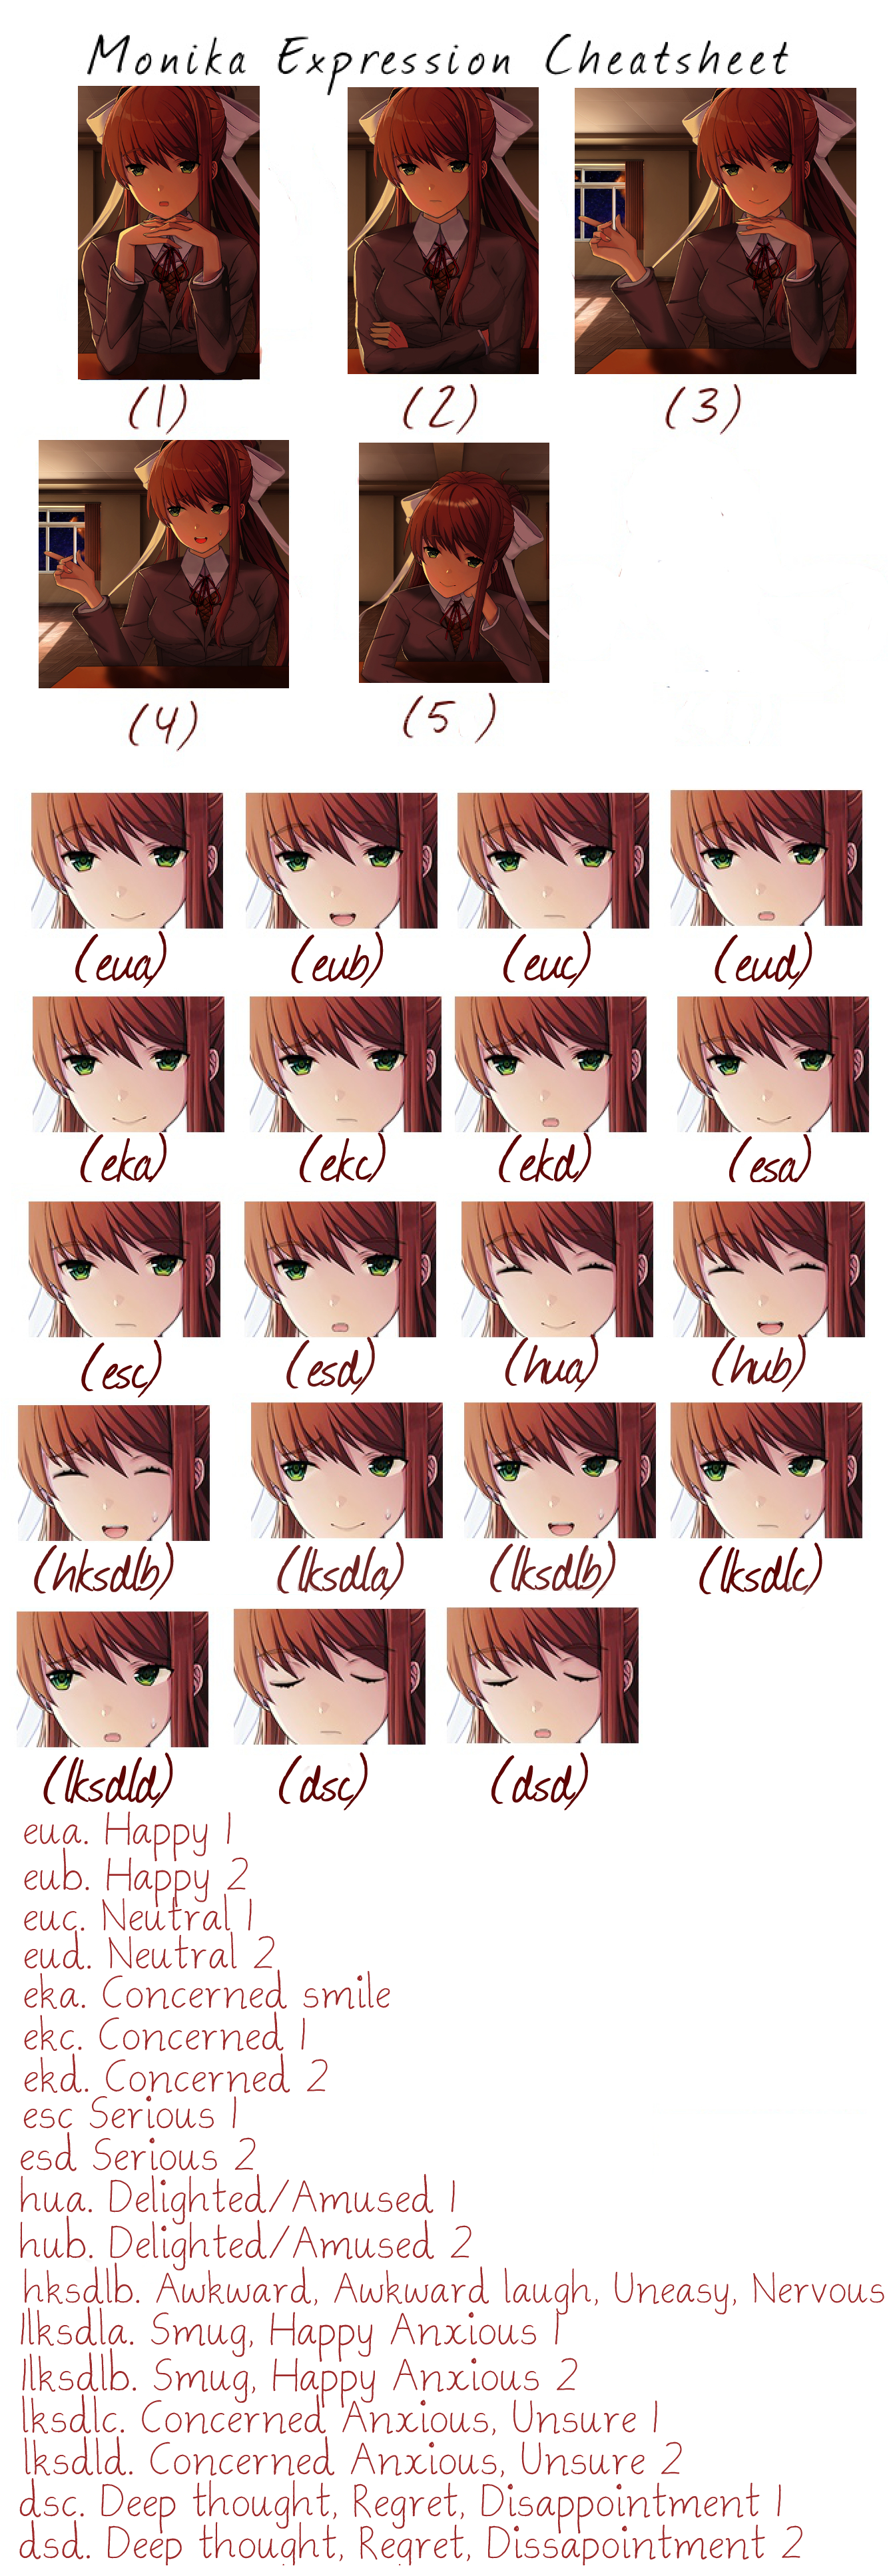 Monika Expression Cheatsheet
(1) (2) (3)
(4) (5)
(eua) (eub) (euc) (eud)
(eka) (ekc) (ekd) (esa)
(esc) (esd) (hua) (hub)
(hksdlb) (lksdla) (lksdlb) (lksdlc)
(lksdld) (dsc) (dsd)
eua. Happy 1
eub. Happy 2
euc. Neutral 1
eud. Neutral 2
eka. Concerned smile
ekc. Concerned 1
ekd. Concerned 2
esc Serious 1
esd Serious 2
hua. Delighted/Amused 1
hub. Delighted/Amused 2
hksdlb. Awkward, Awkward laugh, Uneasy, Nervous
1lksdla. Smug, Happy Anxious 1
1lksdlb. Smug, Happy Anxious 2
lksdlc. Concerned Anxious, Unsure 1
lksdld. Concerned Anxious, Unsure 2
dsc. Deep thought, Regret, Disappointment 1
dsd. Deep thought, Regret, Dissapointment 2